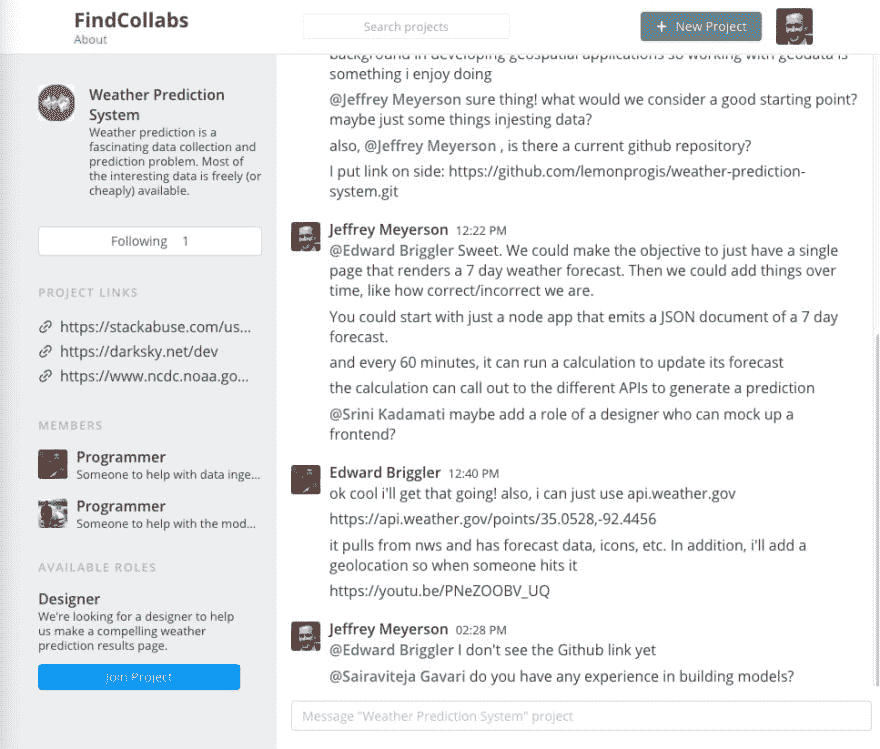 FindCollabs
About
Search projects
+ New Project
Weather Prediction
System
Weather prediction is a
fascinating data collection and
prediction problem. Most of
the interesting data is freely (or
cheaply) available.
Following 1
PROJECT LINKS
https://stackabuse.com/us...
https://darksky.net/dev
https://www.ncdc.noaa.go...
MEMBERS
Programmer
Someone to help with data inge...
Programmer
Someone to help with the mod...
AVAILABLE ROLES
Designer
We're looking for a designer to help
us make a compelling weather
prediction results page.
Join Project
background in developing geospatial applications so working with geodata is
something i enjoy doing
@Jeffrey Meyerson sure thing! what would we consider a good starting point?
maybe just some things injesting data?
also, @Jeffrey Meyerson , is there a current github repository?
I put link on side: https://github.com/lemonprogis/weather-prediction-
system.git
Jeffrey Meyerson 12:22 PM
@Edward Briggler Sweet. We could make the objective to just have a single
page that renders a 7 day weather forecast. Then we could add things over
time, like how correct/incorrect we are.
You could start with just a node app that emits a JSON document of a 7 day
forecast.
and every 60 minutes, it can run a calculation to update its forecast
the calculation can call out to the different APIs to generate a prediction
@Srini Kadamati maybe add a role of a designer who can mock up a
frontend?
Edward Briggler 12:40 PM
ok cool i'll get that going! also, i can just use api.weather.gov
https://api.weather.gov/points/35.0528,-92.4456
it pulls from nws and has forecast data, icons, etc. In addition, i'll add a
geolocation so when someone hits it
https://youtu.be/PNeZOOBV_UQ
Jeffrey Meyerson 02:28 PM
@Edward Briggler I don't see the Github link yet
@Sairaviteja Gavari do you have any experience in building models?
Message "Weather Prediction System" project